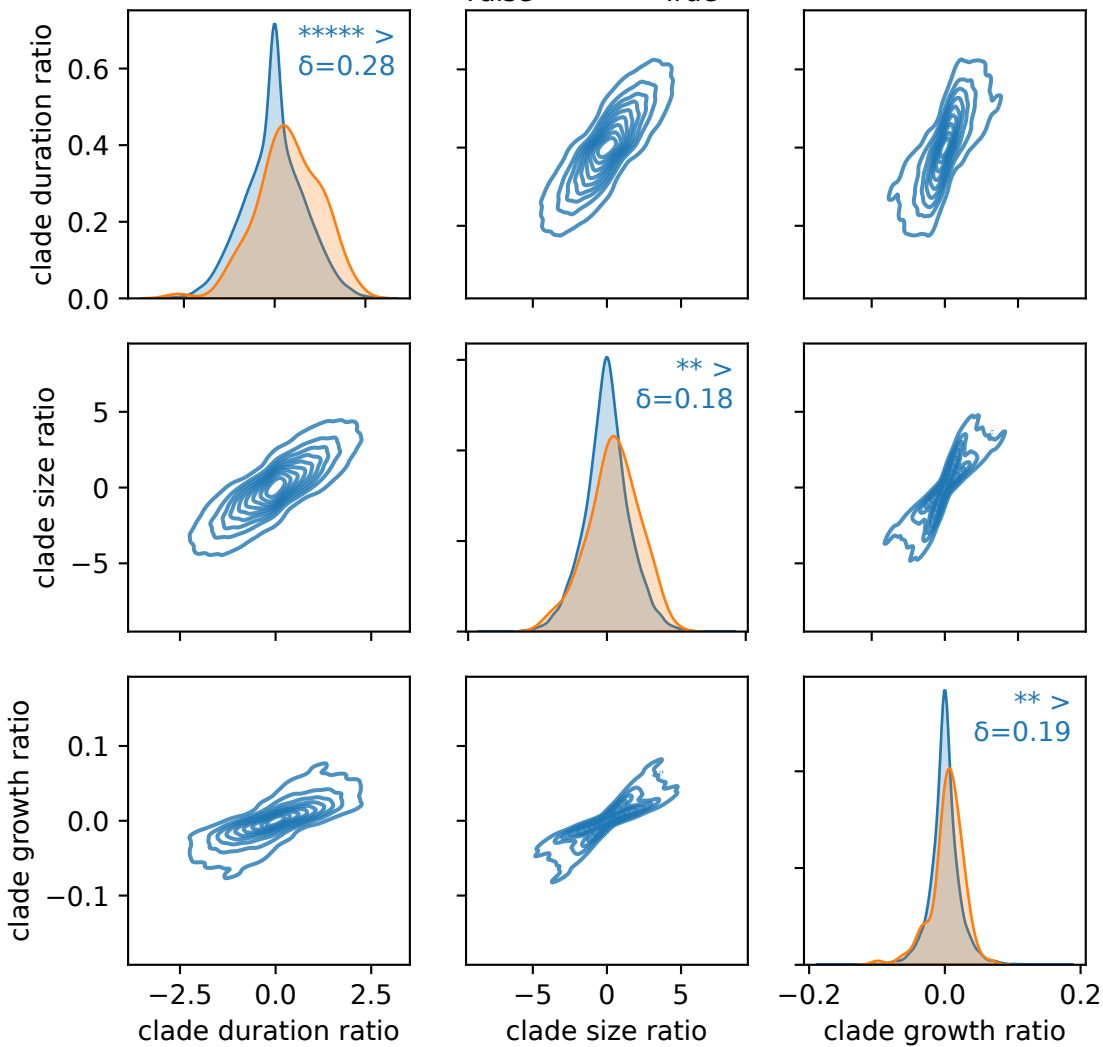 ***** >
δ=0.28
0.6
0.4
0.2
0.0
clade duration ratio
** >
δ=0.18
5
0
−5
clade size ratio
** >
δ=0.19
0.1
0.0
−0.1
clade growth ratio
−2.5 0.0 2.5
clade duration ratio
−5 0 5
clade size ratio
−0.2 0.0 0.2
clade growth ratio